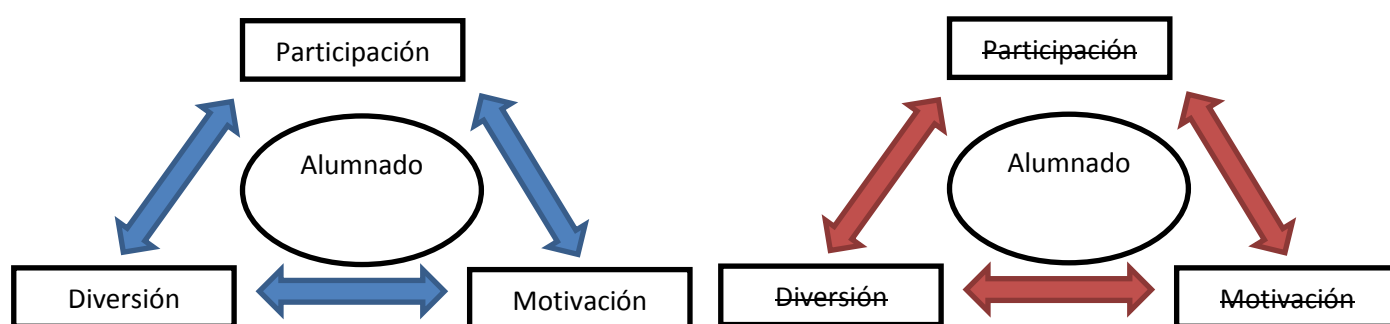 Participación
Alumnado
Diversión
Motivación
Participación
Alumnado
Diversión
Motivación